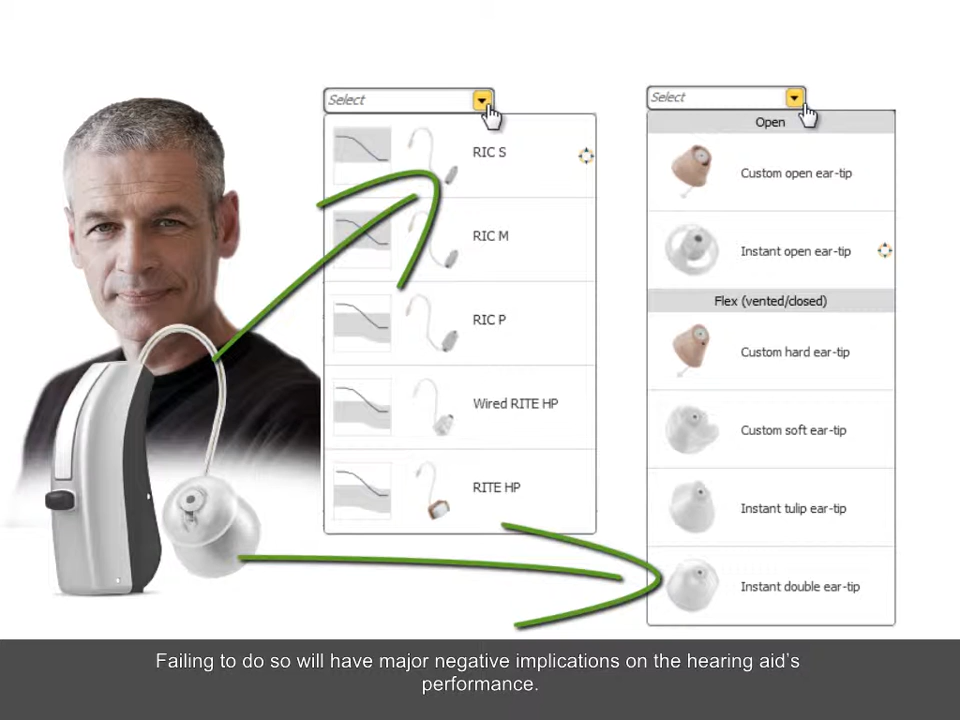 Select
RIC S
RIC M
RIC P
Wired RITE HP
RITE HP
Select
Open
Custom open ear-tip
Instant open ear-tip
Flex (vented/closed)
Custom hard ear-tip
Custom soft ear-tip
Instant tulip ear-tip
Instant double ear-tip
Failing to do so will have major negative implications on the hearing aid's
performance.